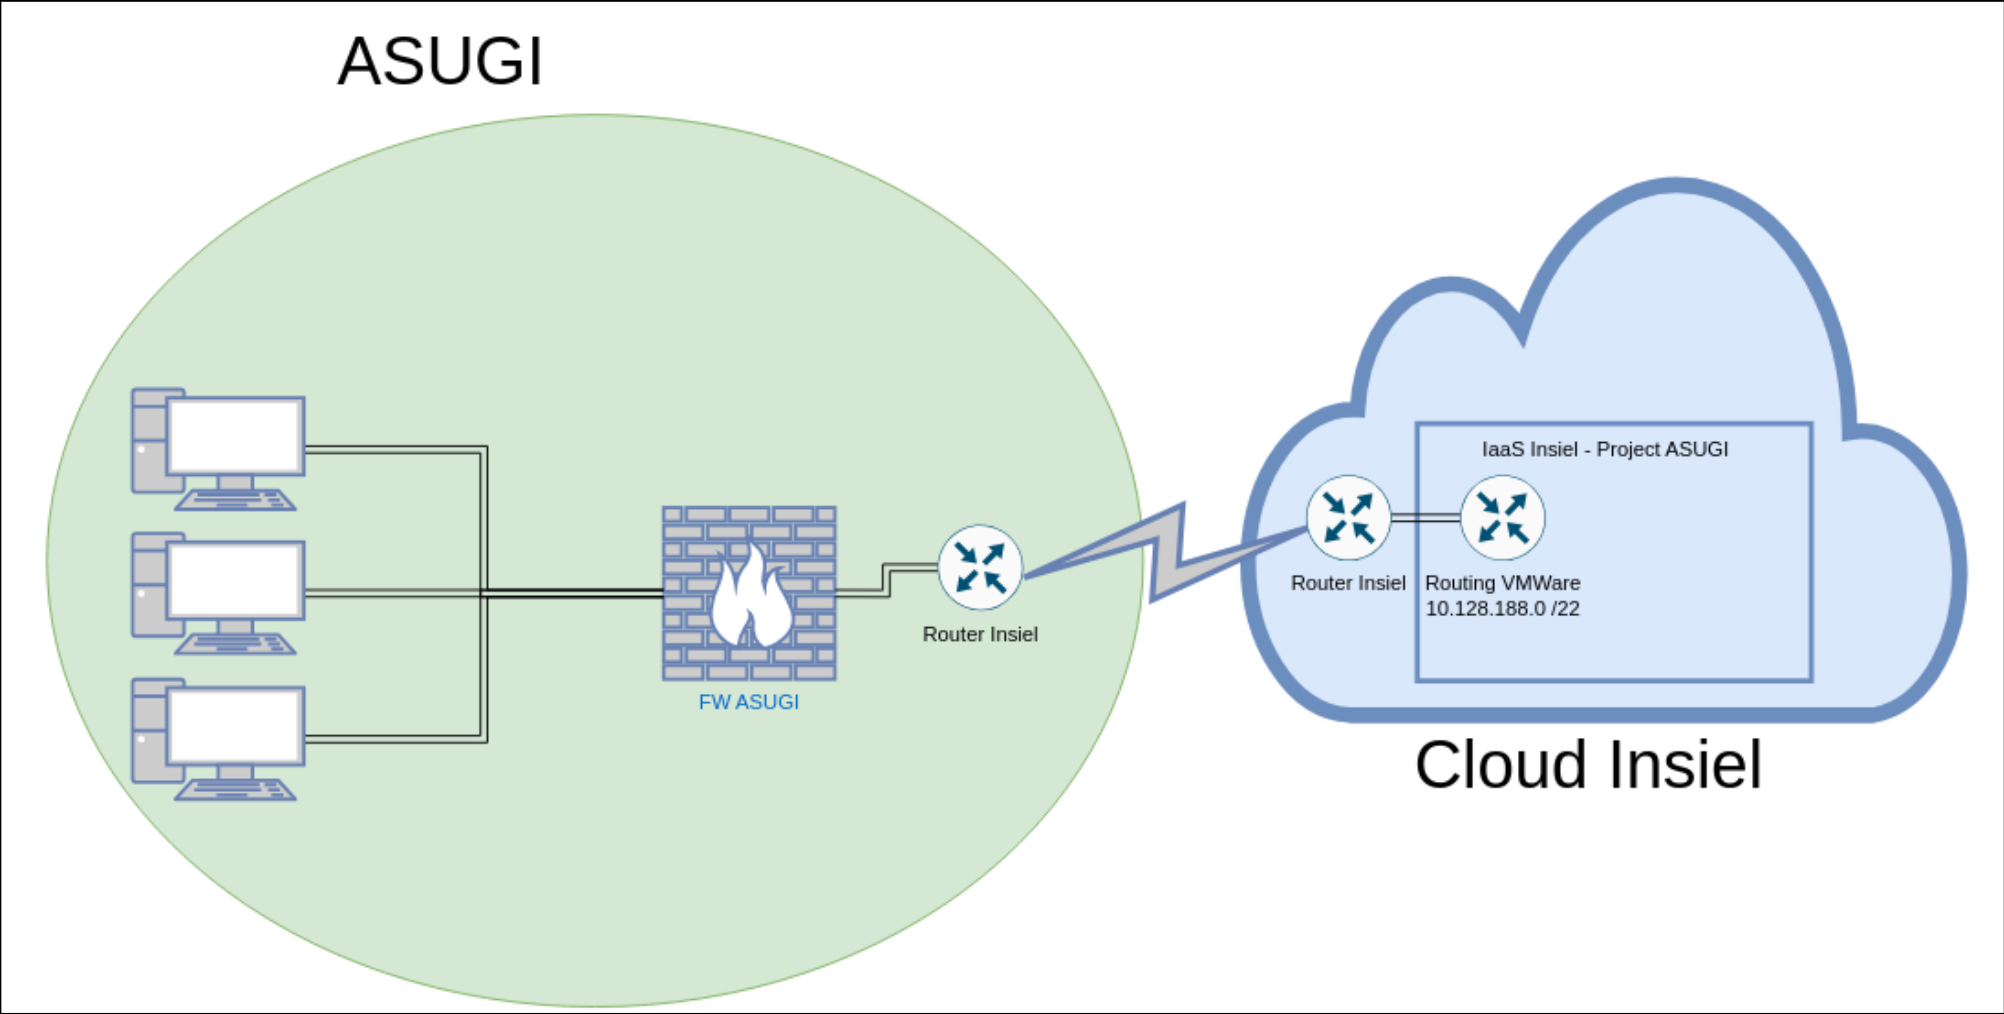 ASUGI
IaaS Insiel - Project ASUGI
Router Insiel
Routing VMWare
10.128.188.0 /22
Router Insiel
FW ASUGI
Cloud Insiel